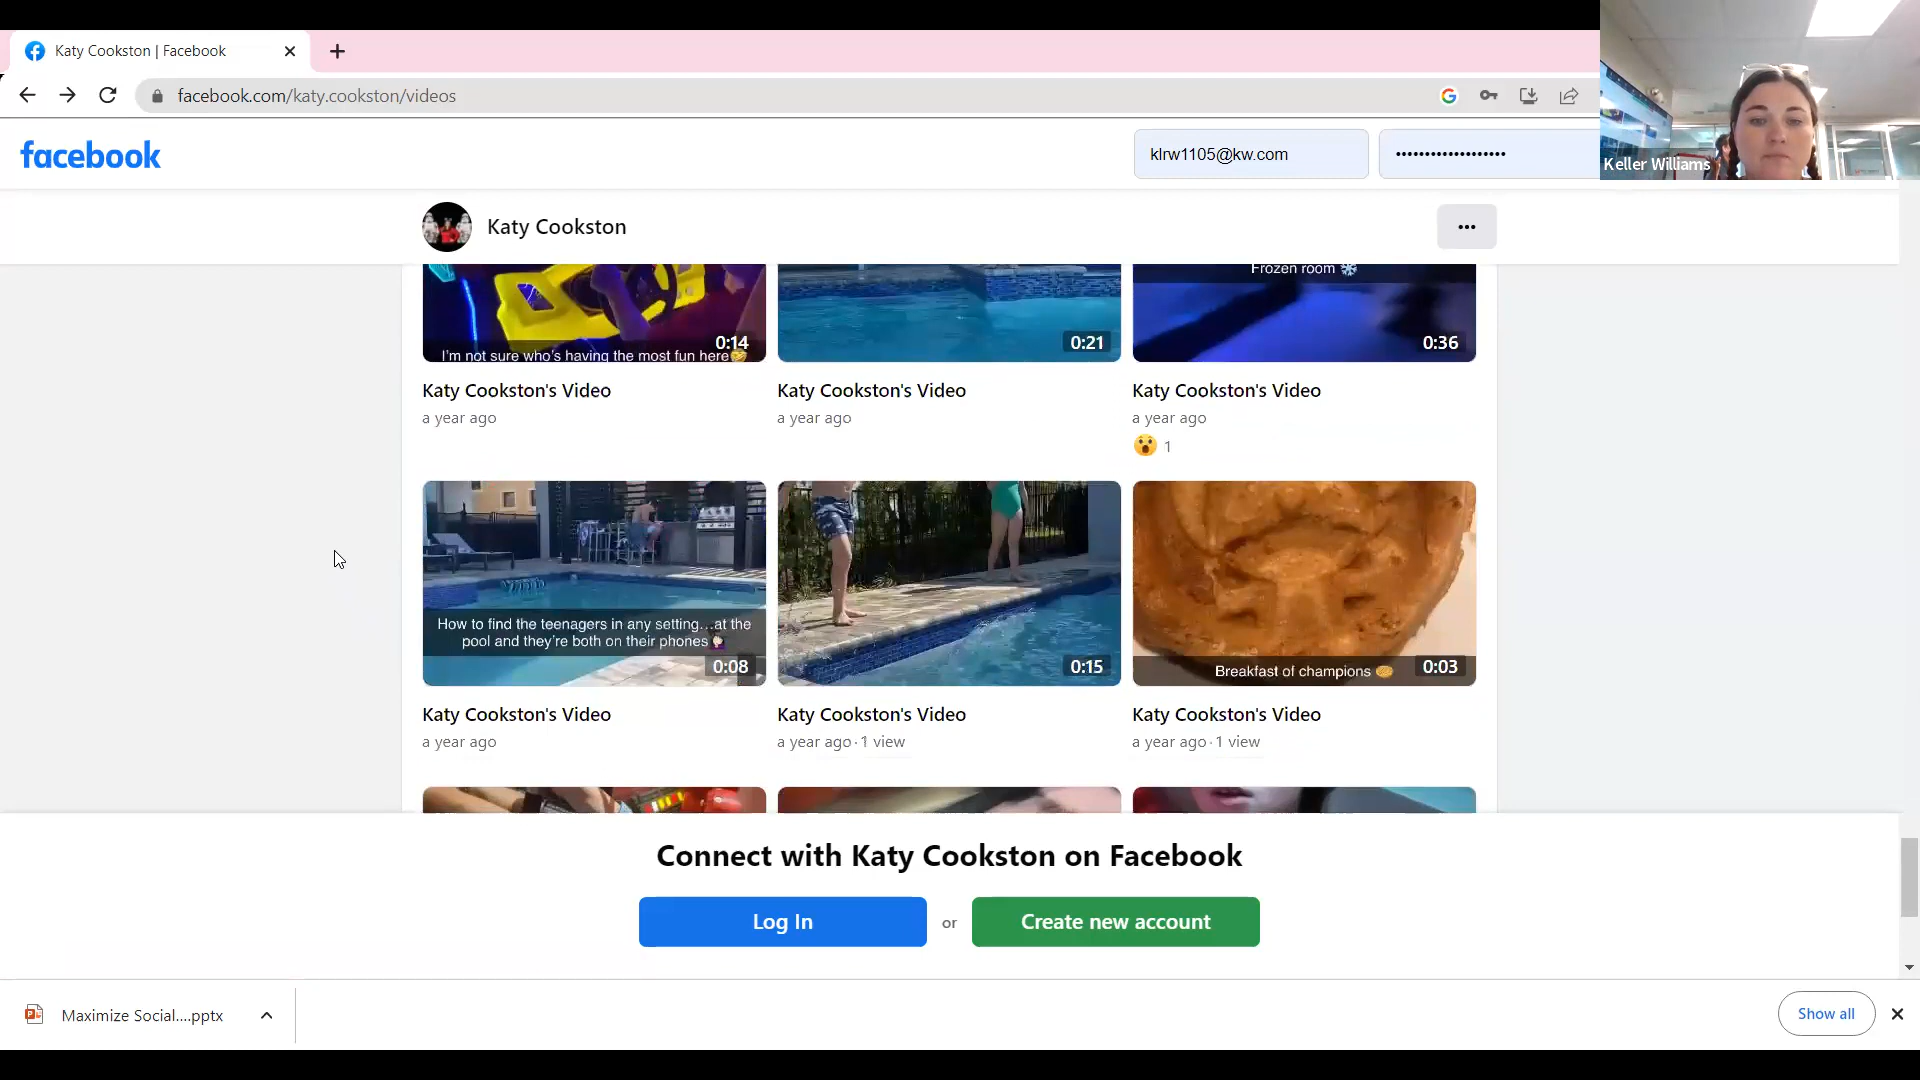 Katy Cookston | Facebook
facebook.com/katy.cookston/videos
facebook
klrw1105@kw.com
••••••••••••••••••
Keller Williams
Katy Cookston
Frozen room ❄
0:14
I'm not sure who's having the most fun here🤣
0:21
0:36
Katy Cookston's Video
a year ago
Katy Cookston's Video
a year ago
Katy Cookston's Video
a year ago
😮 1
How to find the teenagers in any setting...at the
pool and they're both on their phones🤦🏻‍♀️
0:08
0:15
Breakfast of champions 🥞
0:03
Katy Cookston's Video
a year ago
Katy Cookston's Video
a year ago · 1 view
Katy Cookston's Video
a year ago · 1 view
Connect with Katy Cookston on Facebook
Log In
or
Create new account
Maximize Social....pptx
Show all